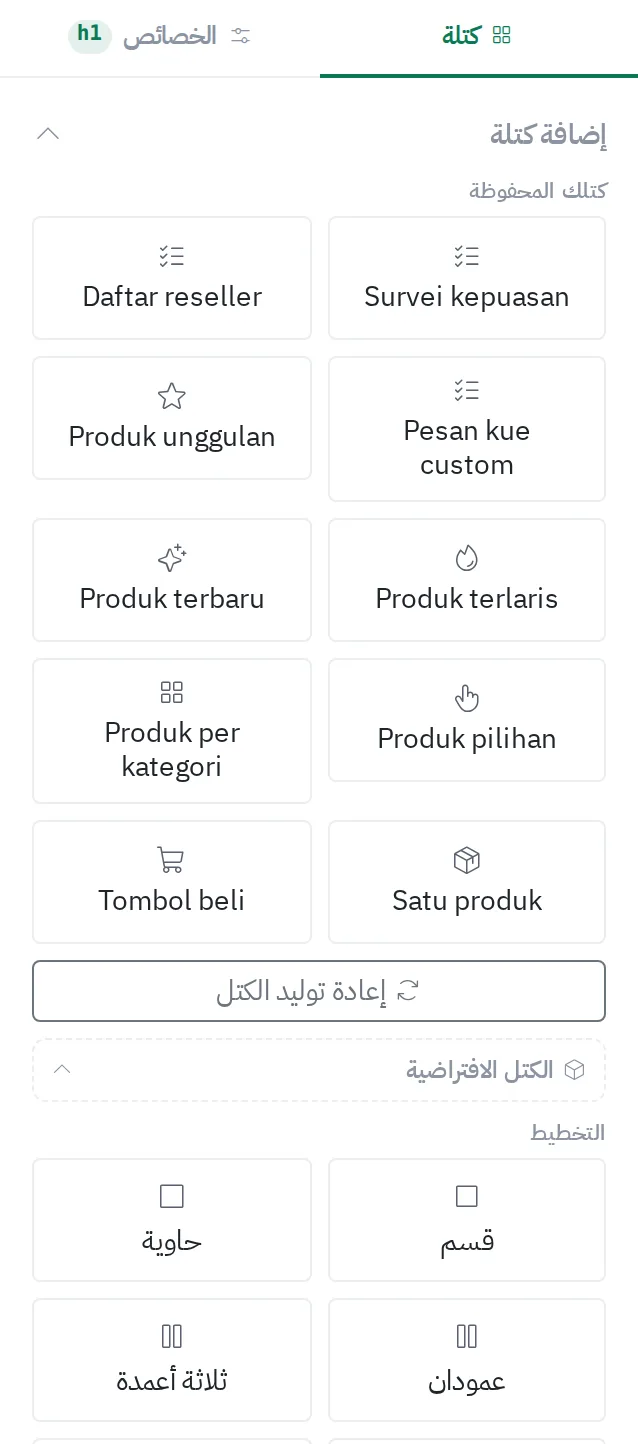 كتلة
الخصائص h1
إضافة كتلة
كتلك المحفوظة
Survei kepuasan
Daftar reseller
Pesan kue
custom
Produk unggulan
Produk terlaris
Produk terbaru
Produk pilihan
Produk per
kategori
Satu produk
Tombol beli
إعادة توليد الكتل
الكتل الافتراضية
التخطيط
قسم
حاوية
عمودان
ثلاثة أعمدة